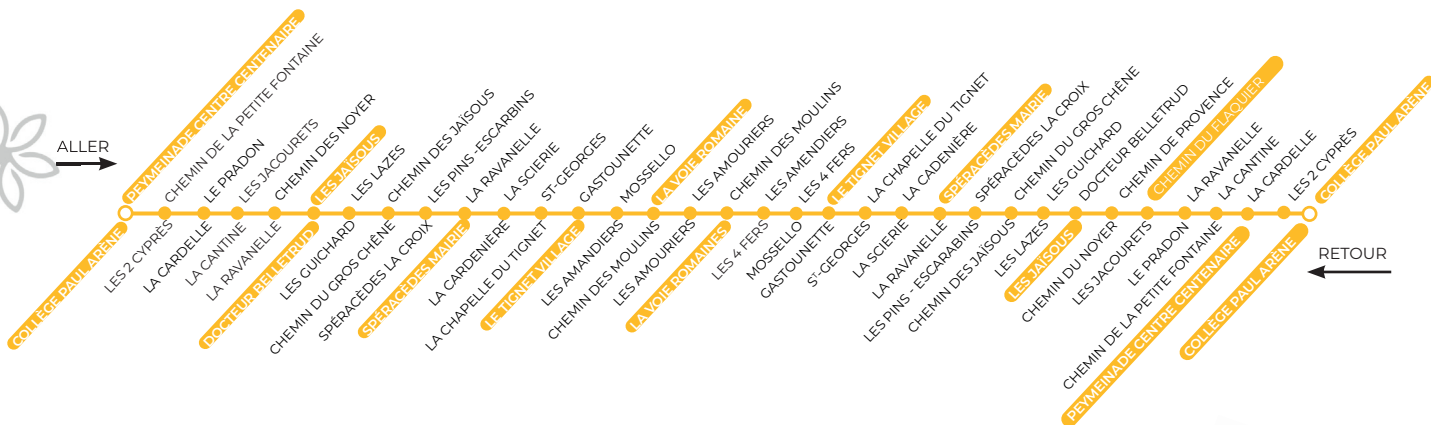 ALLER
PEYMEINADE CENTRE CENTENAIRE
CHEMIN DE LA PETITE FONTAINE
LE PRADON
LES JACOURETS
CHEMIN DES NOYER
LES JAÏSOUS
LES LAZES
CHEMIN DES JAÏSOUS
LES PINS -ESCARBINS
LA RAVANELLE
LA SCIERIE
ST-GEORGES
GASTOUNETTE
MOSSELLO
LA VOIE ROMAINE
LES AMOURIERS
CHEMIN DES MOULINS
LES AMENDIERS
LES 4 FERS
LE TIGNET VILLAGE
LA CHAPELLE DU TIGNET
LA CADENIÈRE
SPÉRACÈDES MAIRIE
SPÉRACÈDES LA CROIX
CHEMIN DU GROS CHÊNE
LES GUICHARD
DOCTEUR BELLETRUD
CHEMIN DE PROVENCE
CHEMIN DU FLAQUIER
LA RAVANELLE
LA CANTINE
LA CARDELLE
LES 2 CYPRÈS
COLLÈGE PAUL ARÈNE
COLLÈGE PAUL ARÈNE
LES 2 CYPRÈS
LA CARDELLE
LA CANTINE
LA RAVANELLE
DOCTEUR BELLETRUD
LES GUICHARD
CHEMIN DU GROS CHÊNE
SPÉRACÈDES LA CROIX
SPÉRACÈDES MAIRIE
LA CARDENIÈRE
LA CHAPELLE DU TIGNET
LE TIGNET VILLAGE
LES AMANDIERS
CHEMIN DES MOULINS
LES AMOURIERS
LA VOIE ROMAINES
LES 4 FERS
MOSSELLO
GASTOUNETTE
ST-GEORGES
LA SCIERIE
LA RAVANELLE
LES PINS - ESCARABINS
CHEMIN DES JAÏSOUS
LES LAZES
LES JAÏSOUS
CHEMIN DU NOYER
LES JACOURETS
LE PRADON
CHEMIN DE LA PETITE FONTAINE
PEYMEINADE CENTRE CENTENAIRE
COLLÈGE PAUL ARÈNE
RETOUR